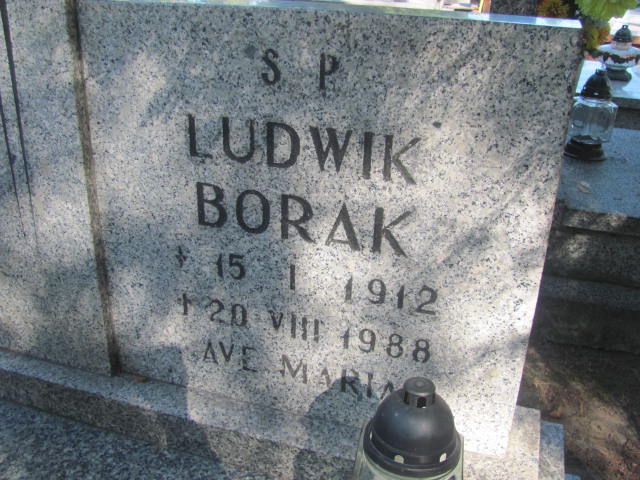 S P
LUDWIK
BORAK
* 15 I 1912
† 20 VIII 1988
AVE MARIA